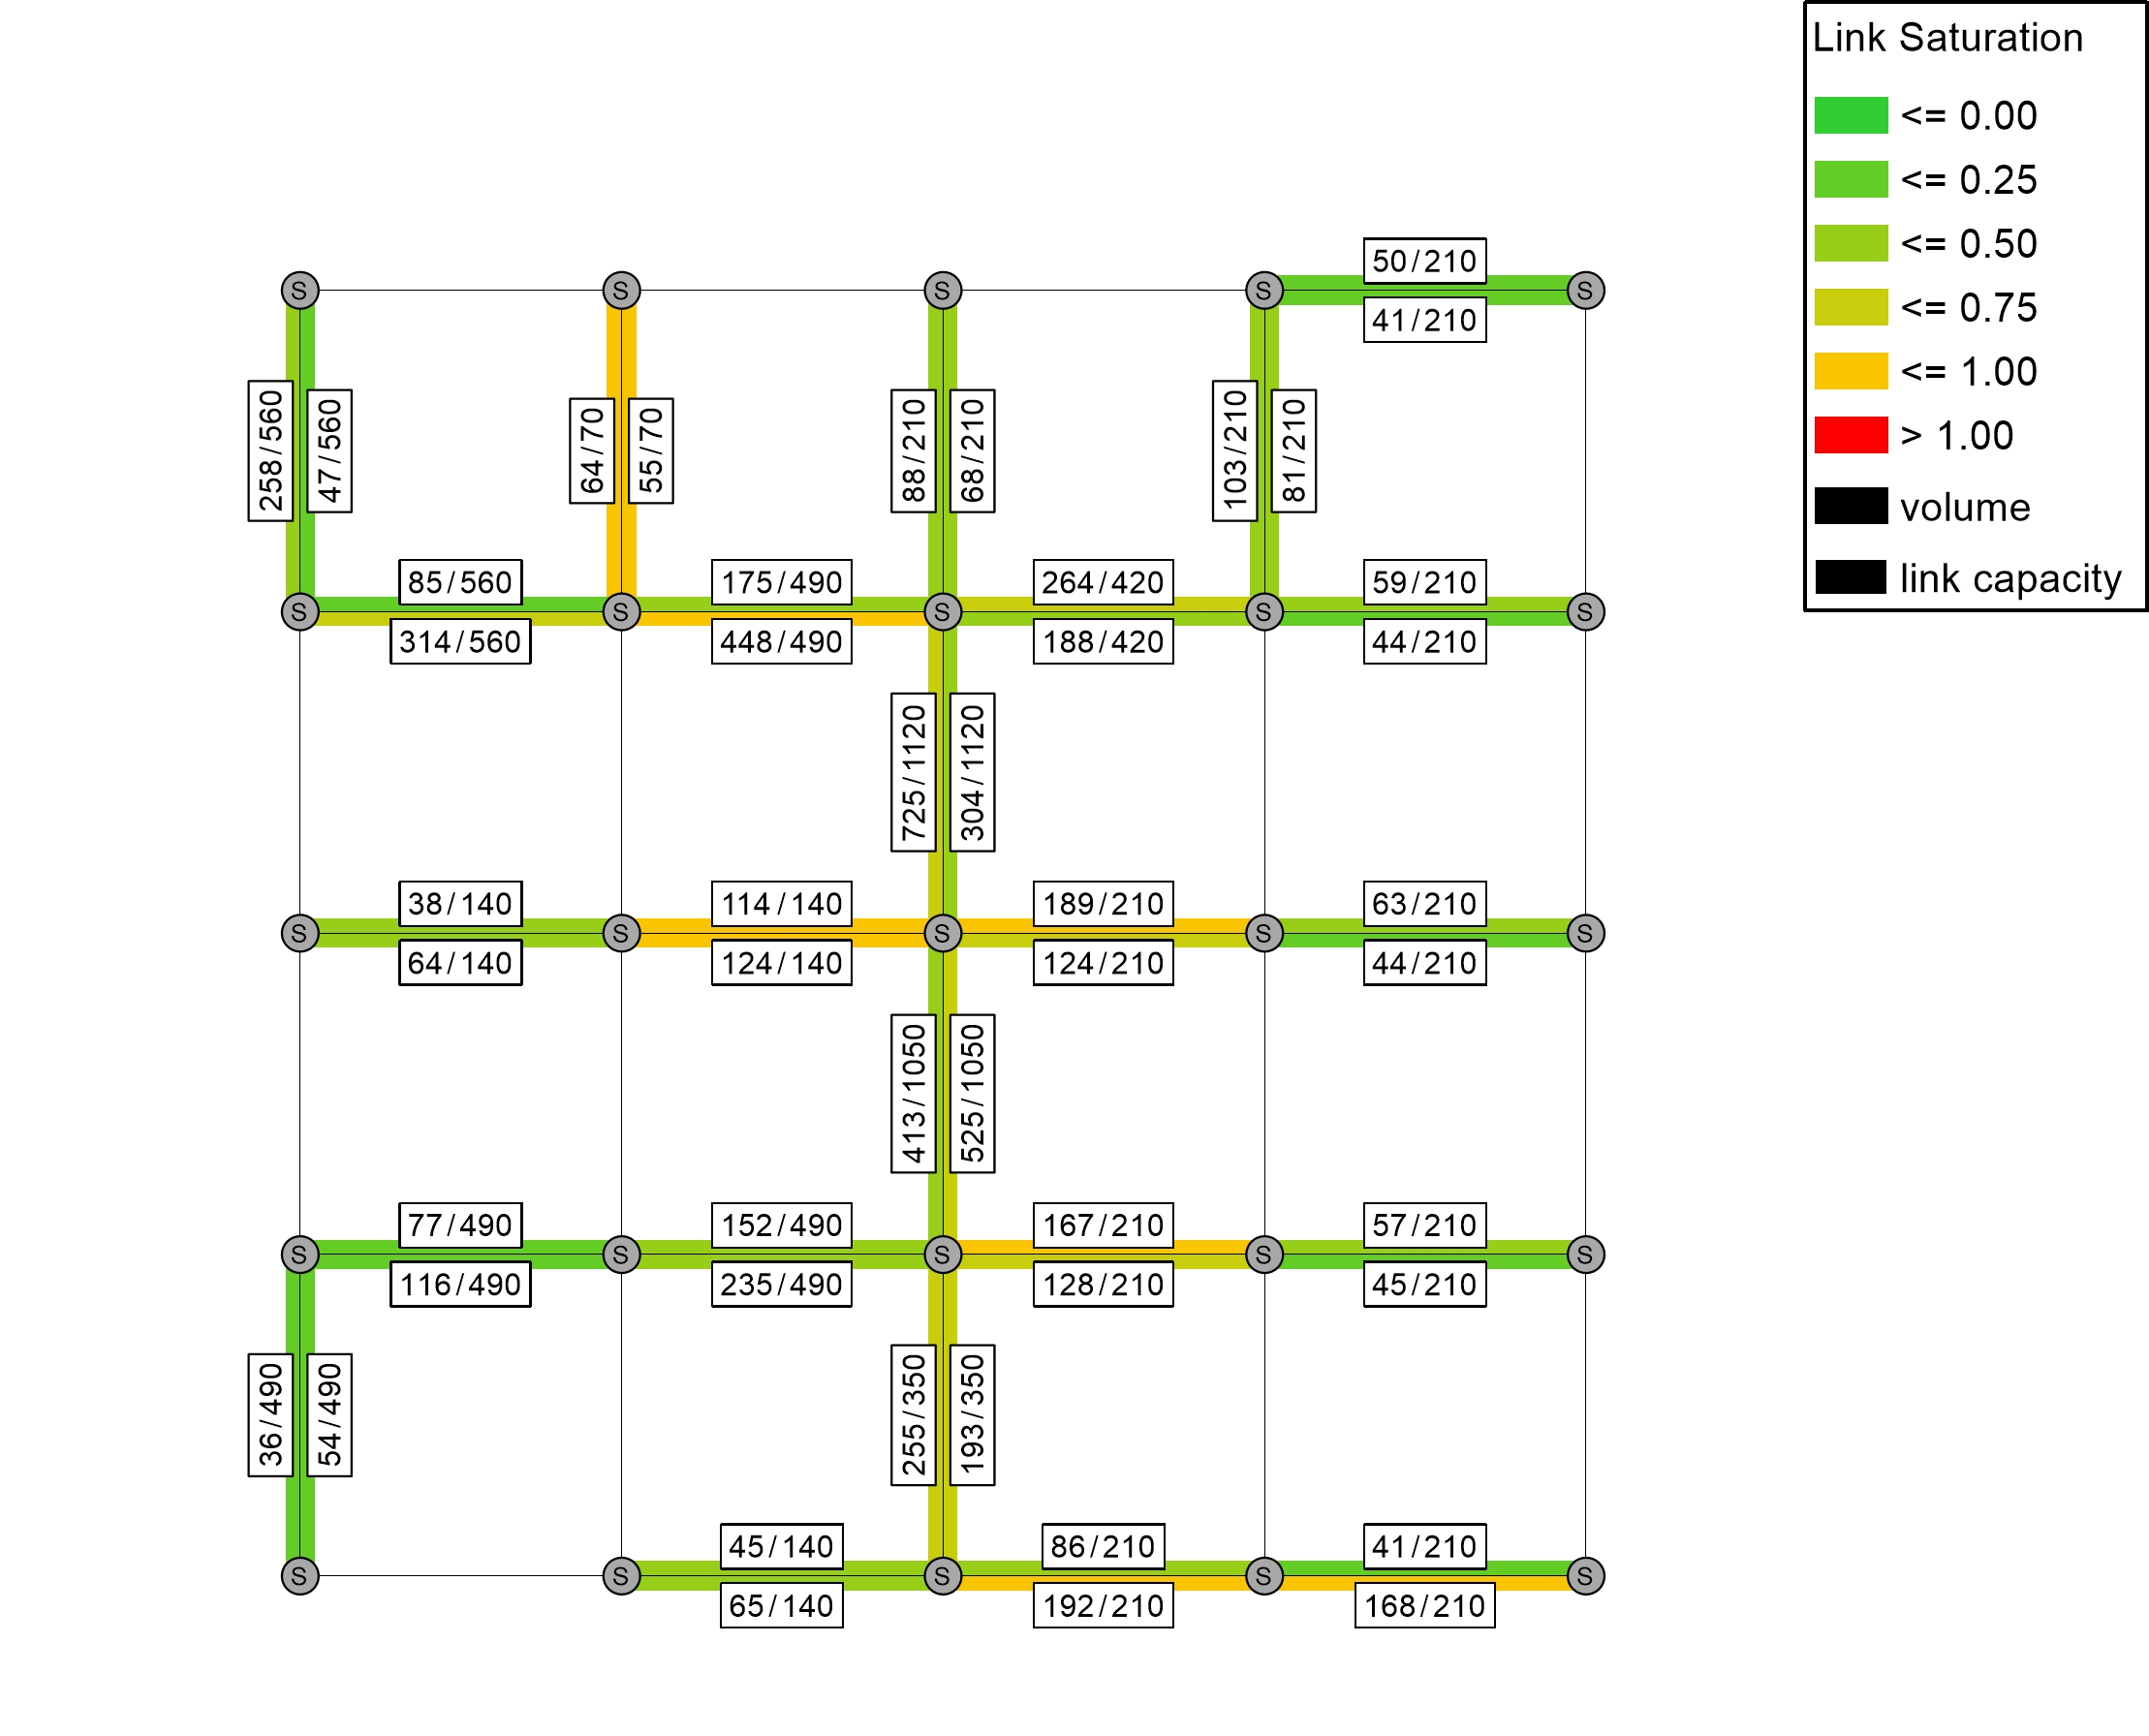 Link Saturation
<= 0.00
<= 0.25
<= 0.50
<= 0.75
<= 1.00
> 1.00
volume
link capacity
50/210
S
S
S
S
S
41/210
258/560
47/560
64/70
55/70
88/210
68/210
103/210
81/210
85/560
175/490
264/420
59/210
S
S
S
S
S
314/560
448/490
188/420
44/210
725/1120
304/1120
38/140
114/140
189/210
63/210
S
S
S
S
S
64/140
124/140
124/210
44/210
413/1050
525/1050
77/490
152/490
167/210
57/210
S
S
S
S
S
116/490
235/490
128/210
45/210
36/490
54/490
255/350
193/350
45/140
86/210
41/210
S
S
S
S
S
65/140
192/210
168/210